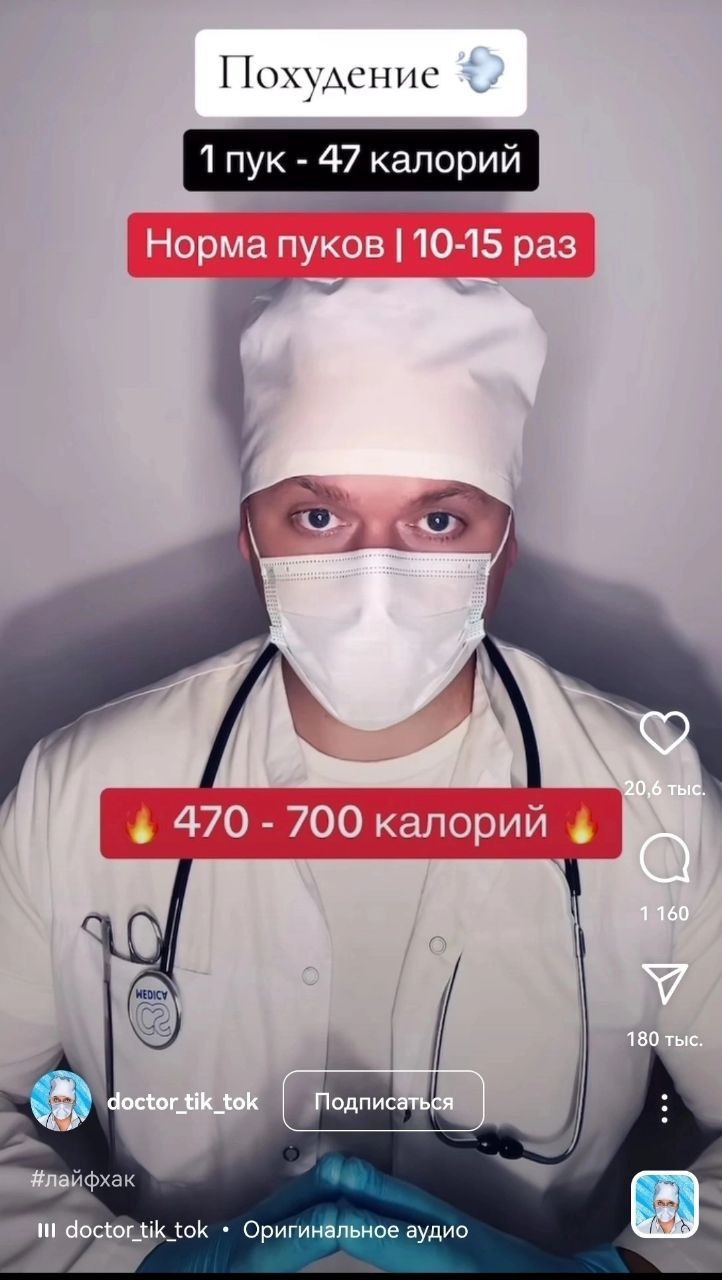 Похудение 💨
1 пук - 47 калорий
Норма пуков | 10-15 раз
🔥 470 - 700 калорий 🔥
20,6 тыс.
1 160
MEDICA
180 тыс.
doctor_tik_tok
Подписаться
#лайфхак
doctor_tik_tok • Оригинальное аудио